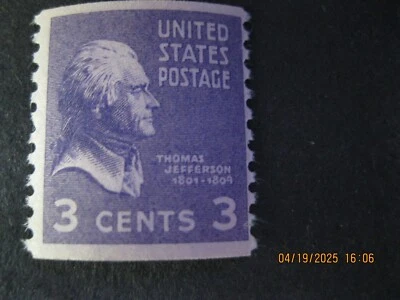 UNITED
STATES
POSTAGE
THOMAS
JEFFERSON
1801-1809
3 CENTS 3
04/19/2025 16:06